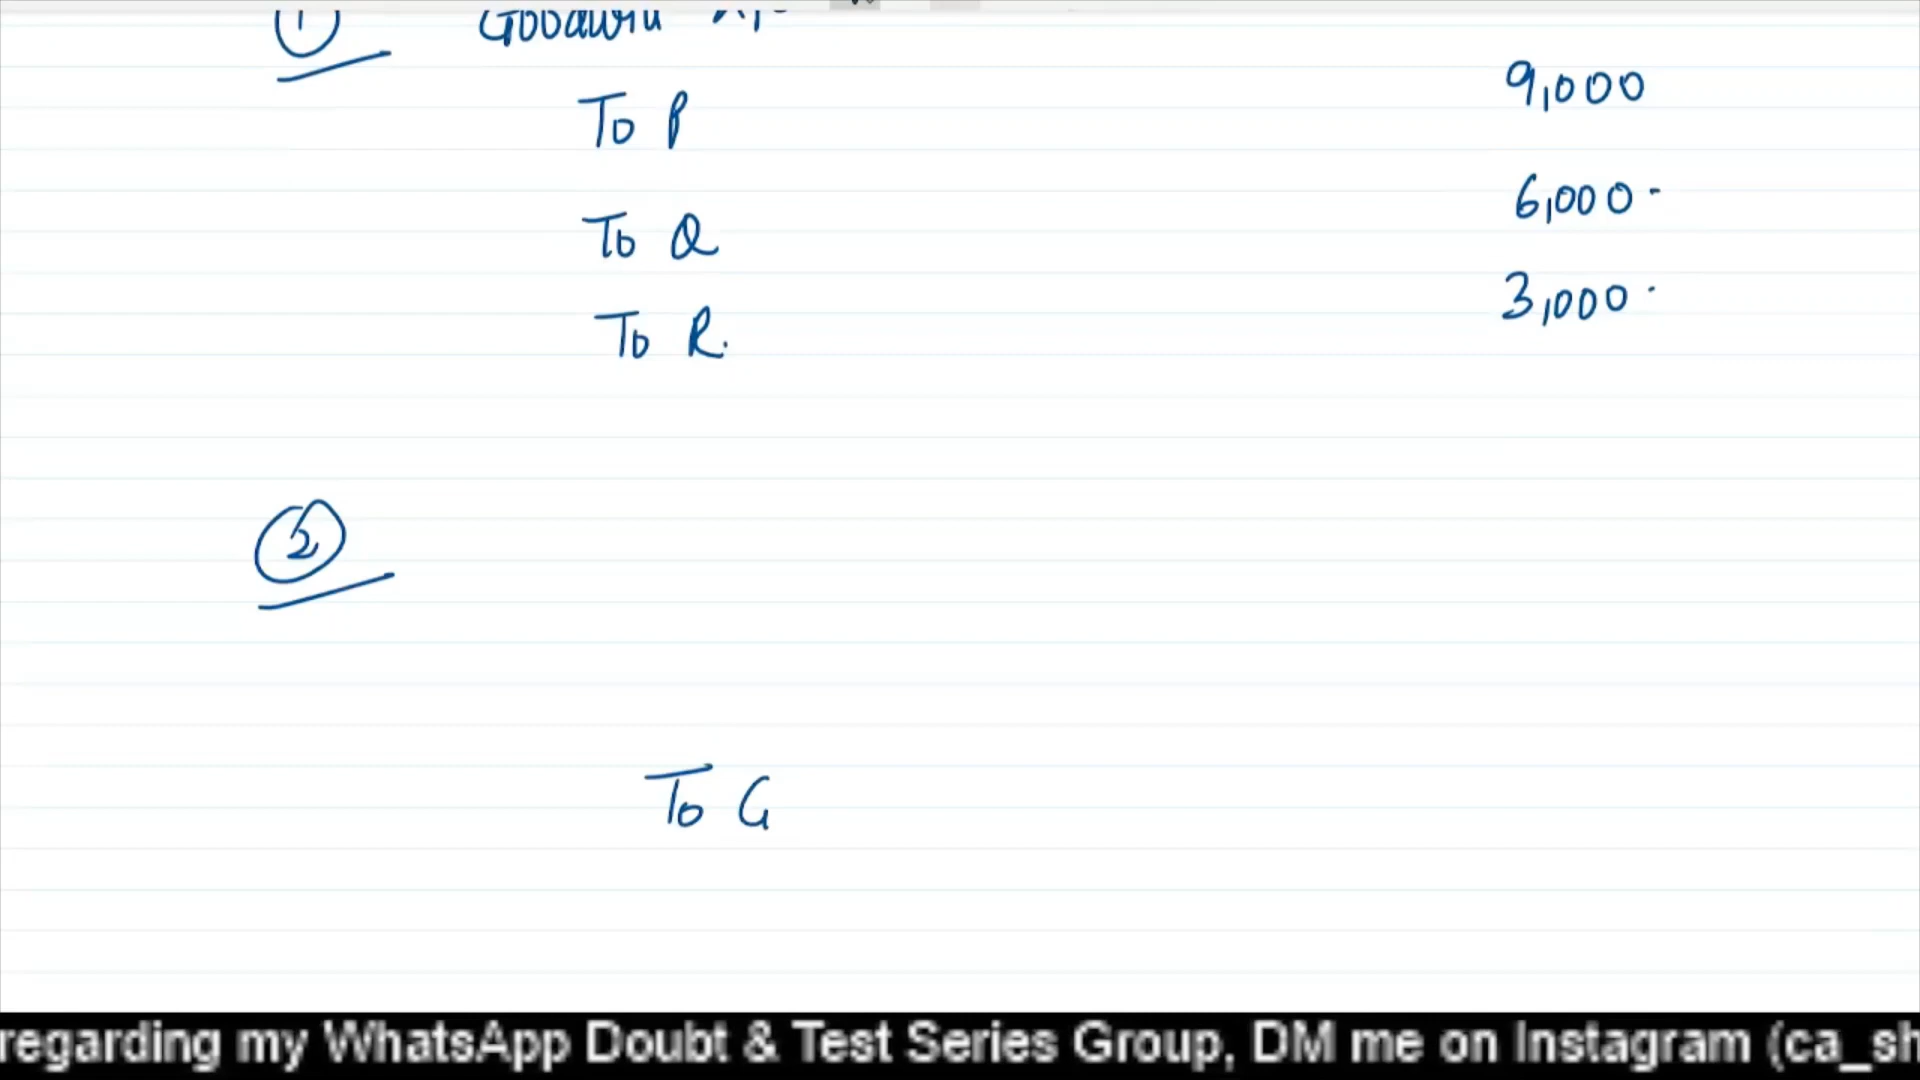 ① Goodwill A/c
To P 9,000
To Q 6,000
To R. 3,000
②
To G
regarding my WhatsApp Doubt & Test Series Group, DM me on Instagram (ca_sh